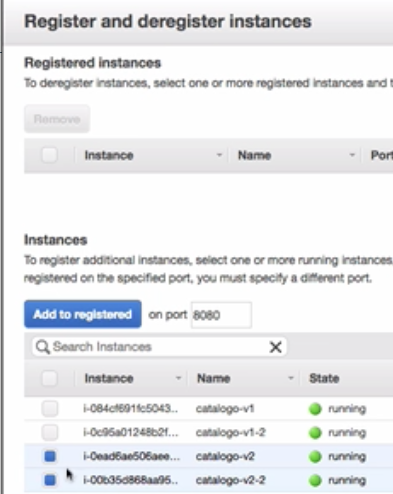 Register and deregister instances
Registered instances
To deregister instances, select one or more registered instances and t
Remove
Instance Name Port
Instances
To register additional instances, select one or more running instances,
registered on the specified port, you must specify a different port.
Add to registered on port 8080
Search Instances X
Instance Name State
i-084cf691fc5043... catalogo-v1 running
i-0c95a01248b2f... catalogo-v1-2 running
i-0ead6ae506aee... catalogo-v2 running
i-00b35d868aa95... catalogo-v2-2 running